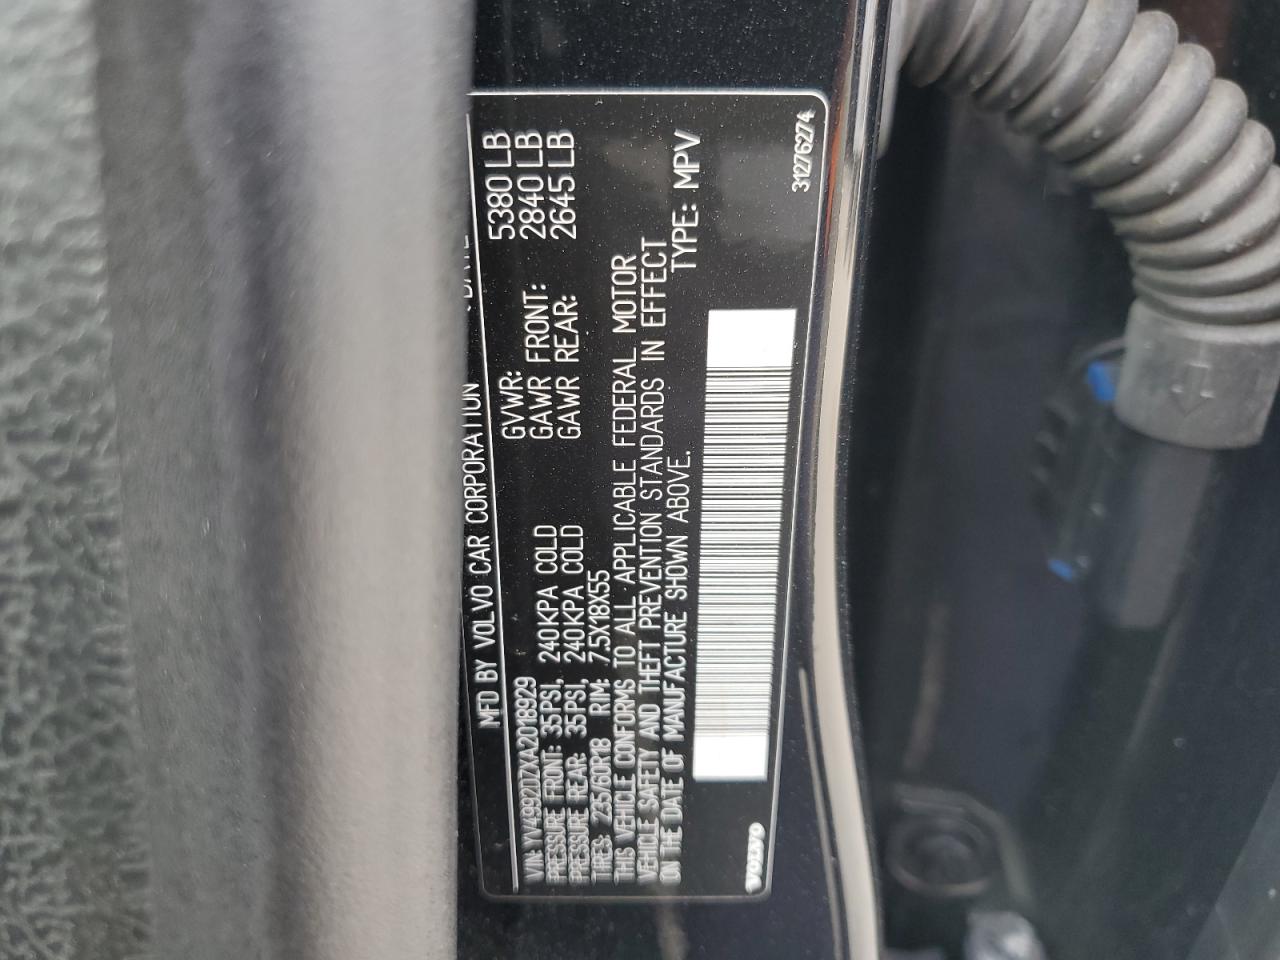 MFD BY VOLVO CAR CORPORATION DATE
GVWR: 5380 LB
GAWR FRONT: 2840 LB
GAWR REAR: 2645 LB
VIN: YV4992DZXA2018929
PRESSURE FRONT: 35PSI, 240KPA COLD
PRESSURE REAR: 35PSI, 240KPA COLD
TIRES: 235/60R18 RIM: 7.5X18X55
THIS VEHICLE CONFORMS TO ALL APPLICABLE FEDERAL MOTOR
VEHICLE SAFETY AND THEFT PREVENTION STANDARDS IN EFFECT
ON THE DATE OF MANUFACTURE SHOWN ABOVE.
TYPE: MPV
VOLVO
31276274